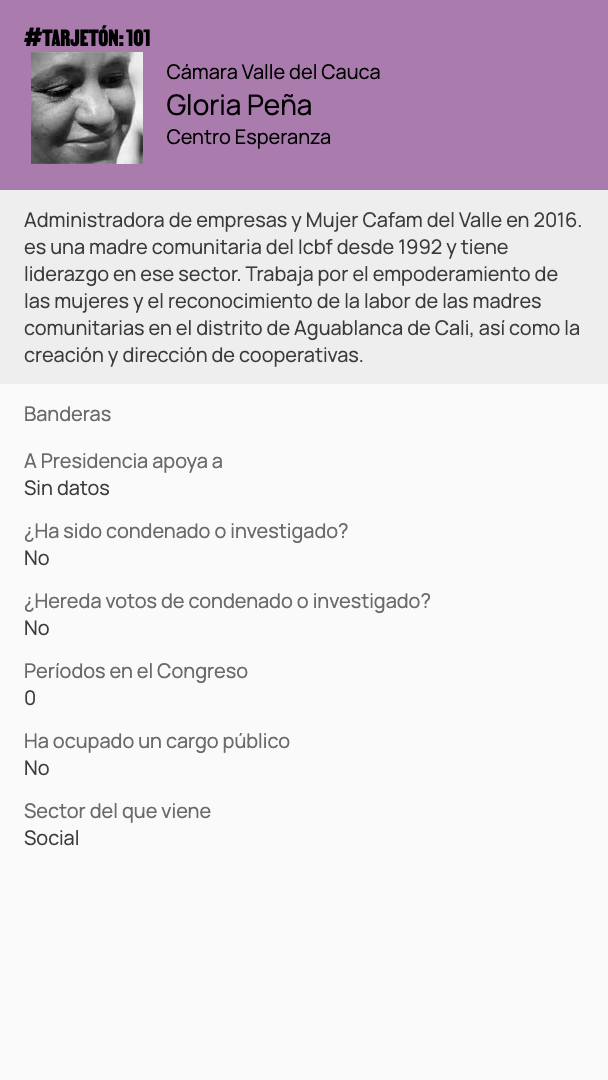 #TARJETÓN: 101
Cámara Valle del Cauca
Gloria Peña
Centro Esperanza
Administradora de empresas y Mujer Cafam del Valle en 2016.
es una madre comunitaria del Icbf desde 1992 y tiene
liderazgo en ese sector. Trabaja por el empoderamiento de
las mujeres y el reconocimiento de la labor de las madres
comunitarias en el distrito de Aguablanca de Cali, así como la
creación y dirección de cooperativas.
Banderas
A Presidencia apoya a
Sin datos
¿Ha sido condenado o investigado?
No
¿Hereda votos de condenado o investigado?
No
Períodos en el Congreso
0
Ha ocupado un cargo público
No
Sector del que viene
Social